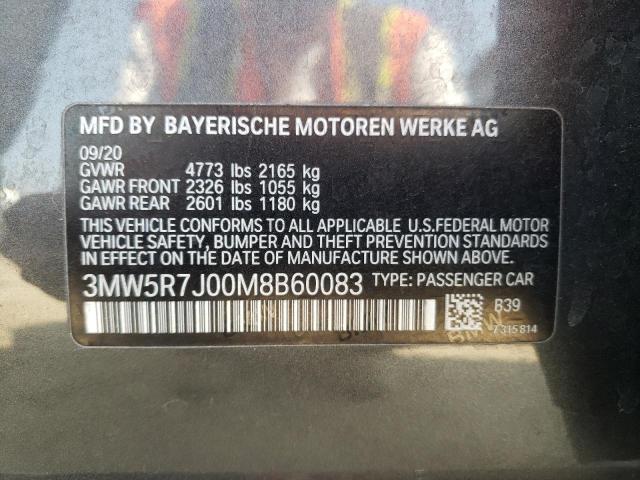 MFD BY BAYERISCHE MOTOREN WERKE AG
09/20
GVWR 4773 lbs 2165 kg
GAWR FRONT 2326 lbs 1055 kg
GAWR REAR 2601 lbs 1180 kg
THIS VEHICLE CONFORMS TO ALL APPLICABLE U.S.FEDERAL MOTOR
VEHICLE SAFETY, BUMPER AND THEFT PREVENTION STANDARDS
IN EFFECT ON THE DATE OF MANUFACTURE SHOWN ABOVE.
3MW5R7J00M8B60083 TYPE: PASSENGER CAR
B39
7315814
BMW